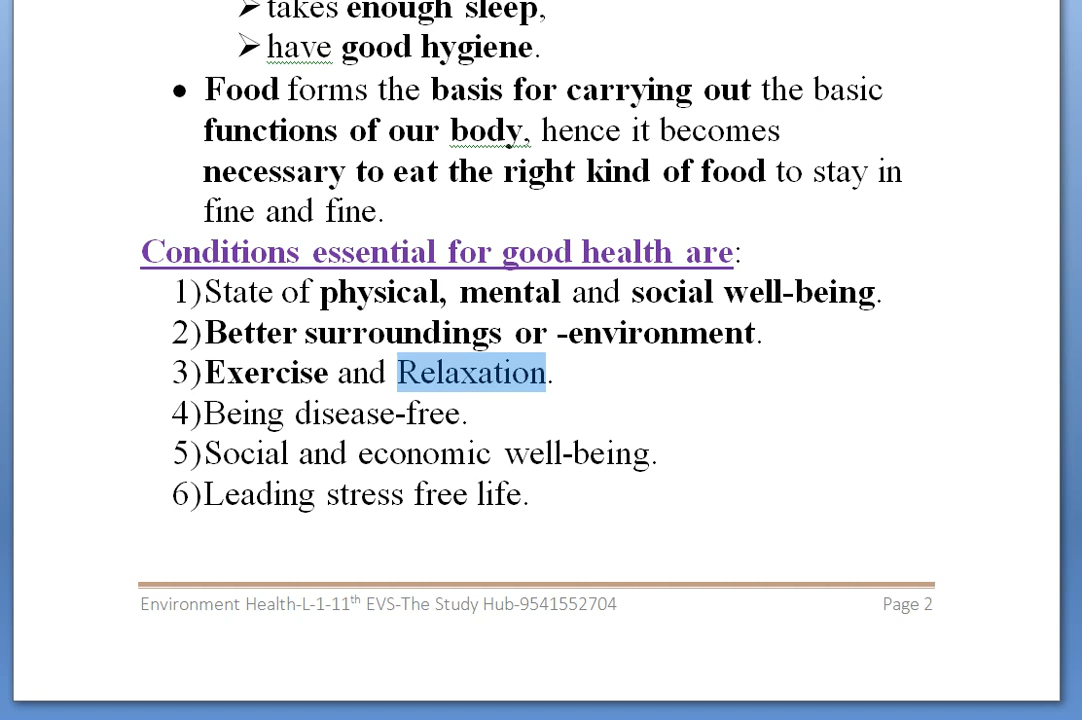 ➢ takes enough sleep,
➢ have good hygiene.
● Food forms the basis for carrying out the basic
functions of our body, hence it becomes
necessary to eat the right kind of food to stay in
fine and fine.
Conditions essential for good health are:
1)State of physical, mental and social well-being.
2)Better surroundings or -environment.
3)Exercise and Relaxation.
4)Being disease-free.
5)Social and economic well-being.
6)Leading stress free life.
Environment Health-L-1-11th EVS-The Study Hub-9541552704 Page 2